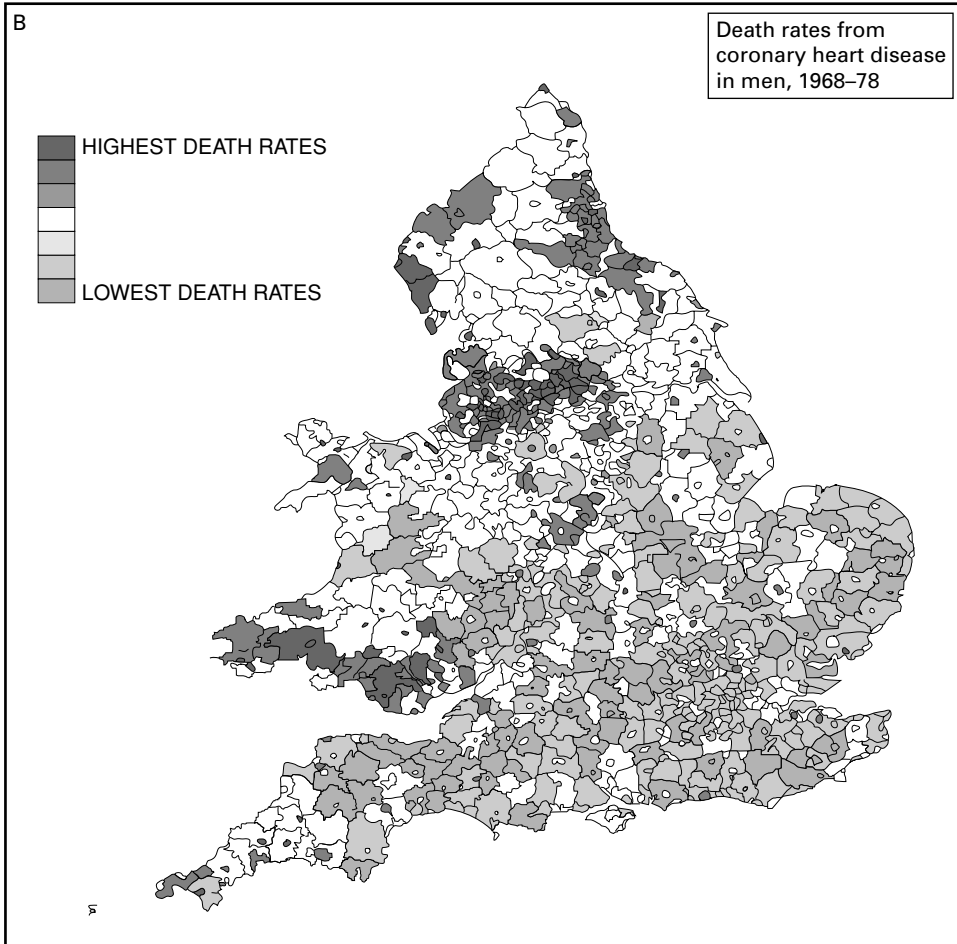 B
Death rates from
coronary heart disease
in men, 1968–78
HIGHEST DEATH RATES
LOWEST DEATH RATES